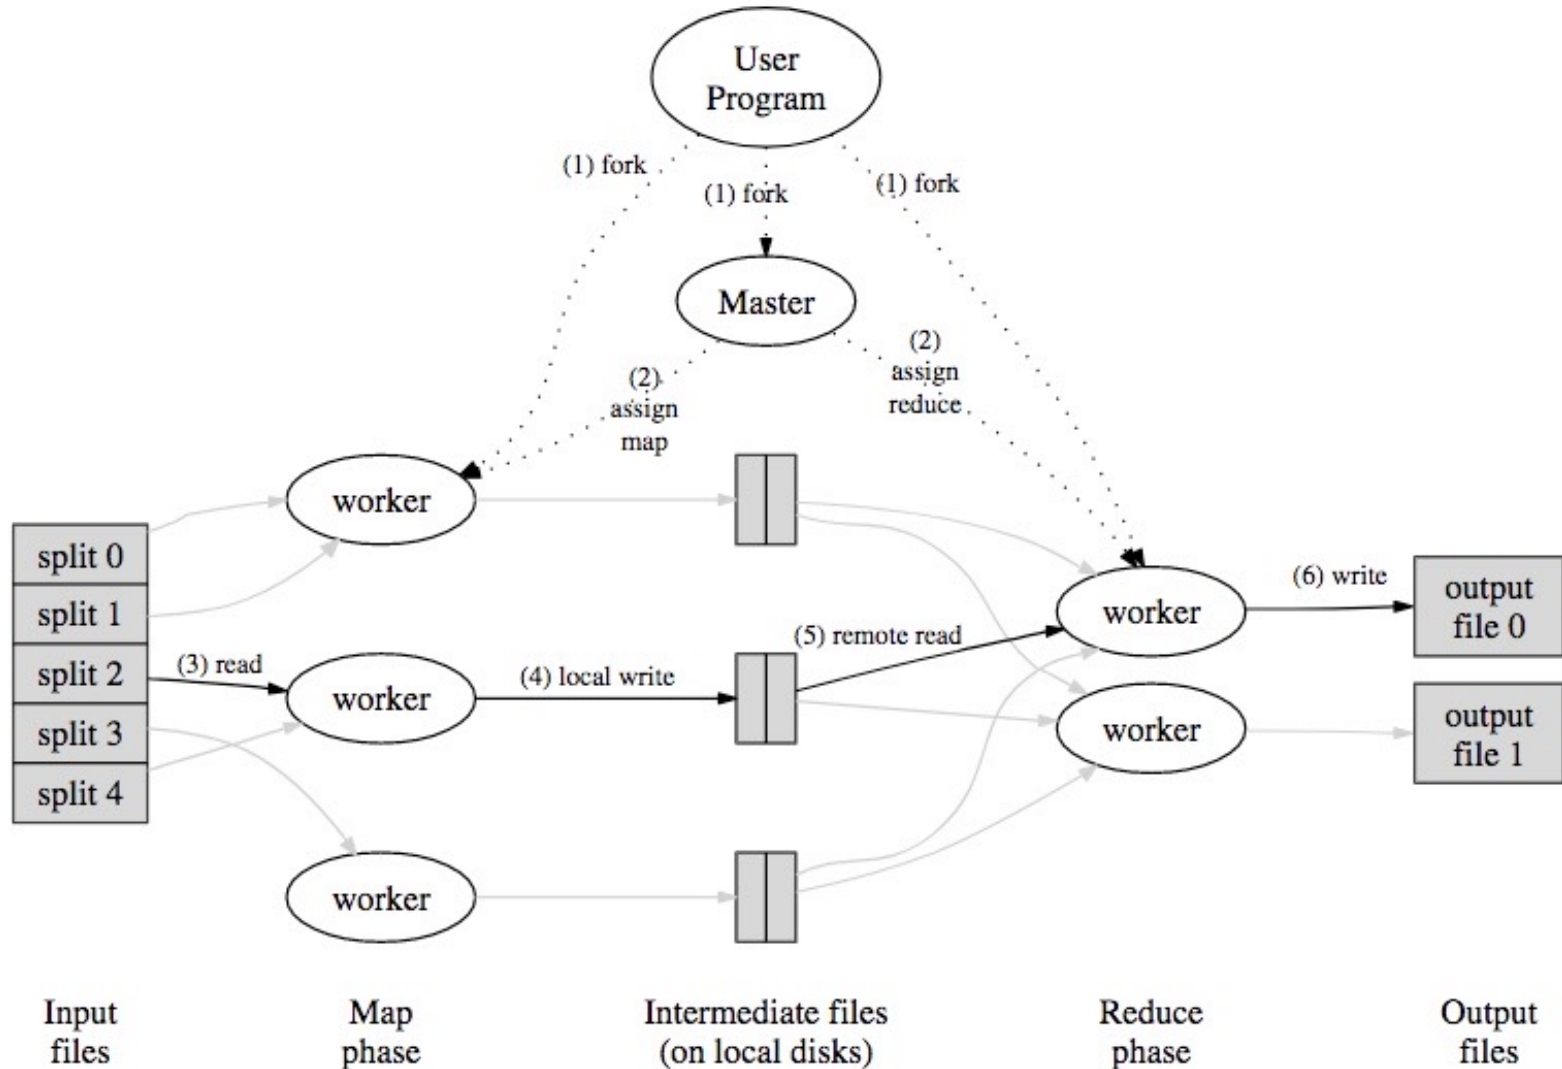 User
Program
(1) fork
(1) fork
(1) fork
Master
(2)
assign
map
(2)
assign
reduce
worker
split 0
split 1
split 2
split 3
split 4
(3) read
worker
(4) local write
worker
(5) remote read
worker
(6) write
output
file 0
worker
output
file 1
Input
files
Map
phase
Intermediate files
(on local disks)
Reduce
phase
Output
files